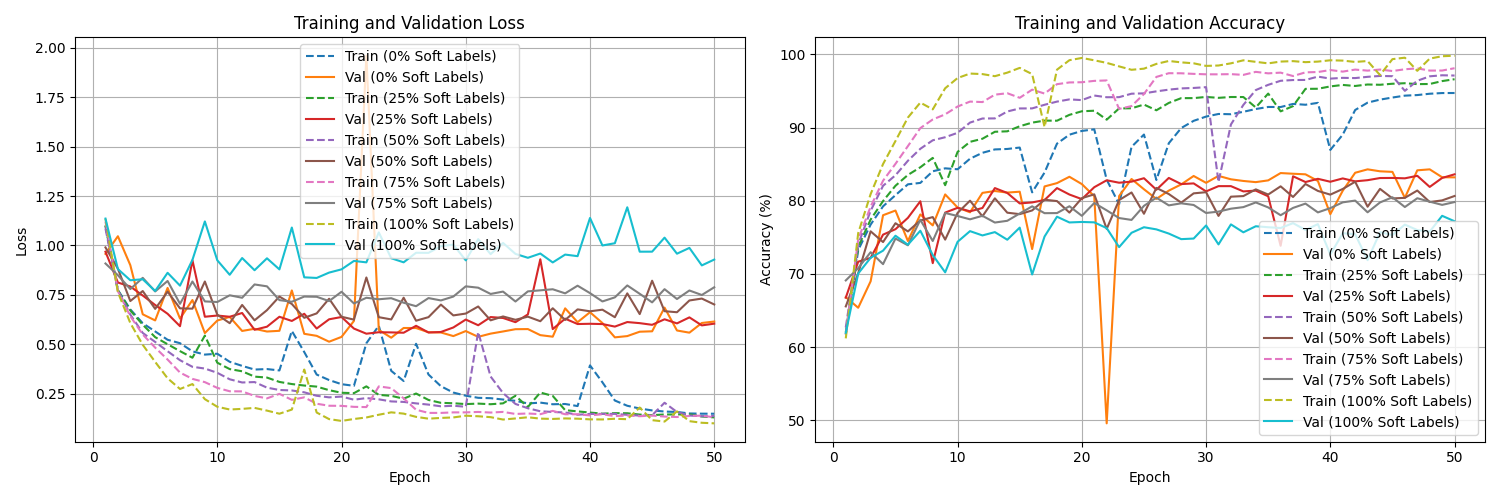 Training and Validation Loss
2.00
1.75
1.50
1.25
1.00
0.75
0.50
0.25
Loss
0
10
20
30
40
50
Epoch
Train (0% Soft Labels)
Val (0% Soft Labels)
Train (25% Soft Labels)
Val (25% Soft Labels)
Train (50% Soft Labels)
Val (50% Soft Labels)
Train (75% Soft Labels)
Val (75% Soft Labels)
Train (100% Soft Labels)
Val (100% Soft Labels)
Training and Validation Accuracy
100
90
80
70
60
50
Accuracy (%)
0
10
20
30
40
50
Epoch
Train (0% Soft Labels)
Val (0% Soft Labels)
Train (25% Soft Labels)
Val (25% Soft Labels)
Train (50% Soft Labels)
Val (50% Soft Labels)
Train (75% Soft Labels)
Val (75% Soft Labels)
Train (100% Soft Labels)
Val (100% Soft Labels)